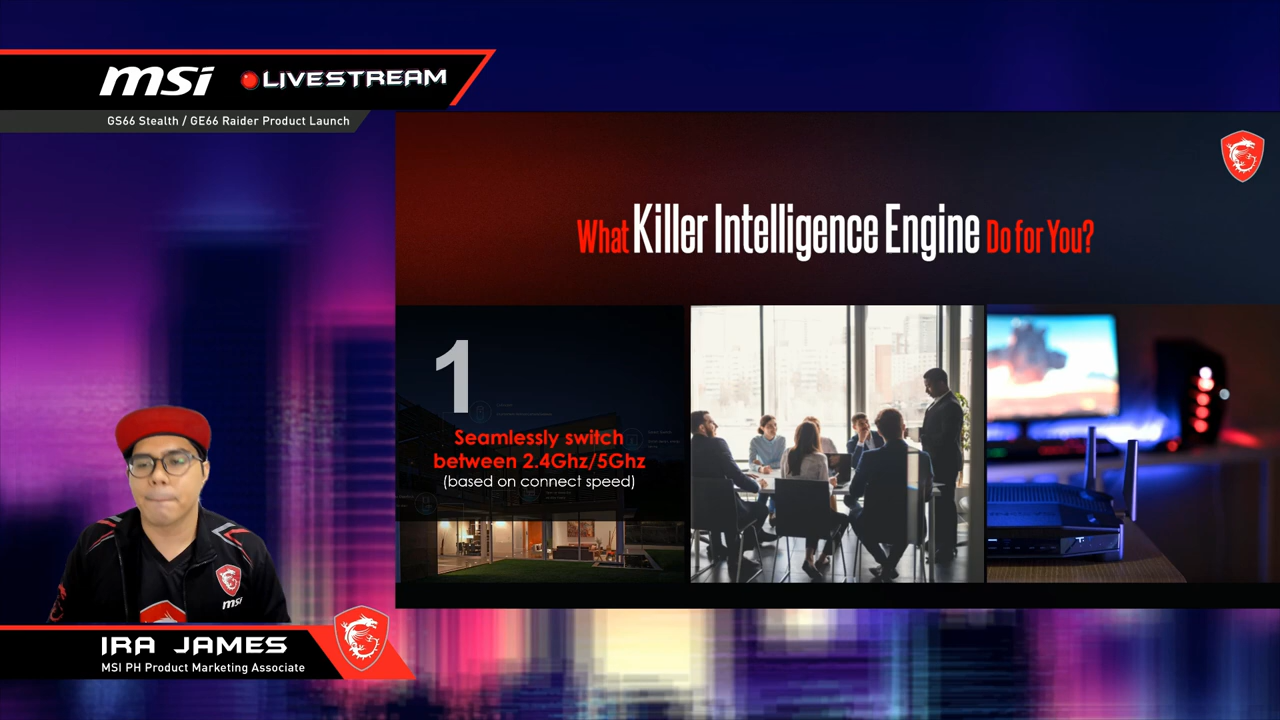 msi LIVESTREAM
GS66 Stealth / GE66 Raider Product Launch
What Killer Intelligence Engine Do for You?
1
Seamlessly switch
between 2.4Ghz/5Ghz
(based on connect speed)
msi
IRA JAMES
MSI PH Product Marketing Associate